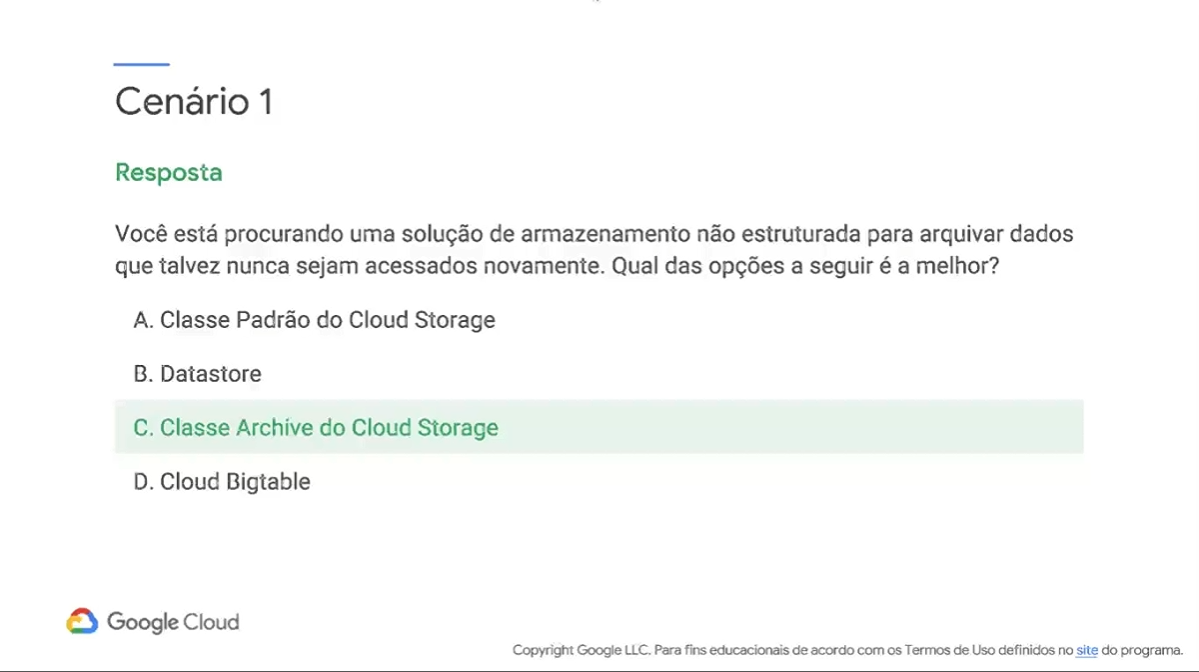 Cenário 1
Resposta
Você está procurando uma solução de armazenamento não estruturada para arquivar dados
que talvez nunca sejam acessados novamente. Qual das opções a seguir é a melhor?
A. Classe Padrão do Cloud Storage
B. Datastore
C. Classe Archive do Cloud Storage
D. Cloud Bigtable
Google Cloud
Copyright Google LLC. Para fins educacionais de acordo com os Termos de Uso definidos no site do programa.